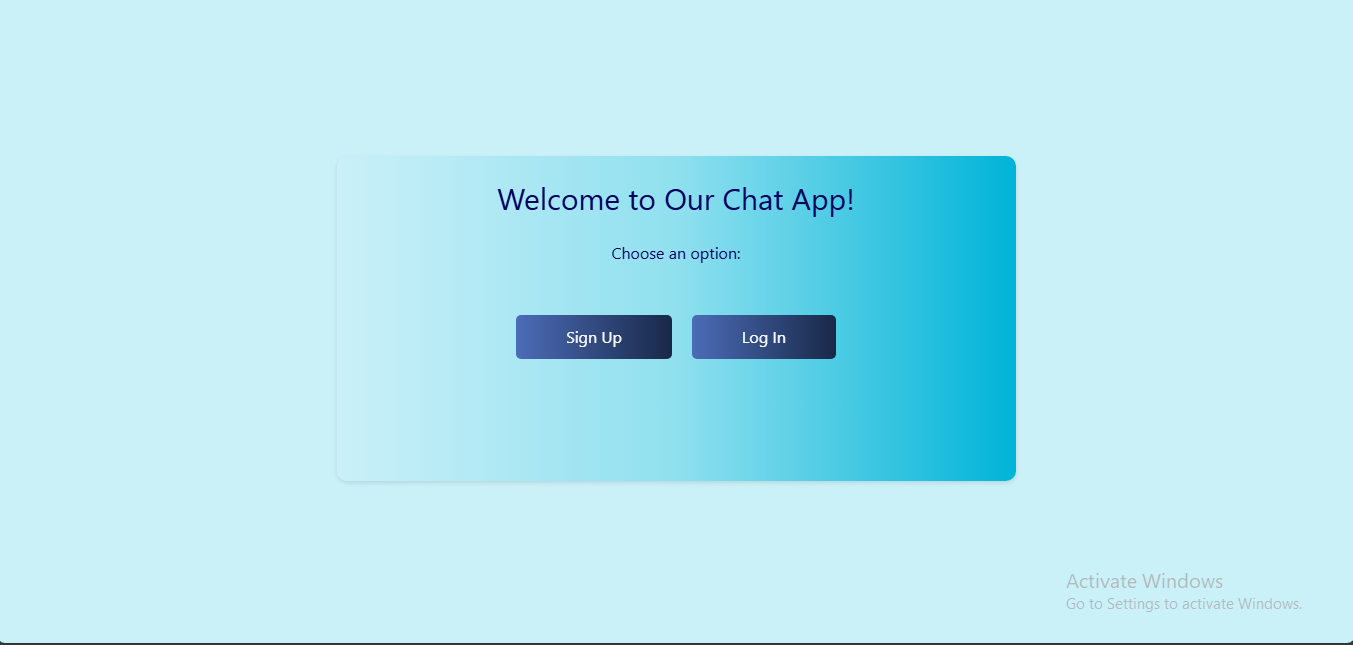 Welcome to Our Chat App!
Choose an option:
Sign Up
Log In
Activate Windows
Go to Settings to activate Windows.